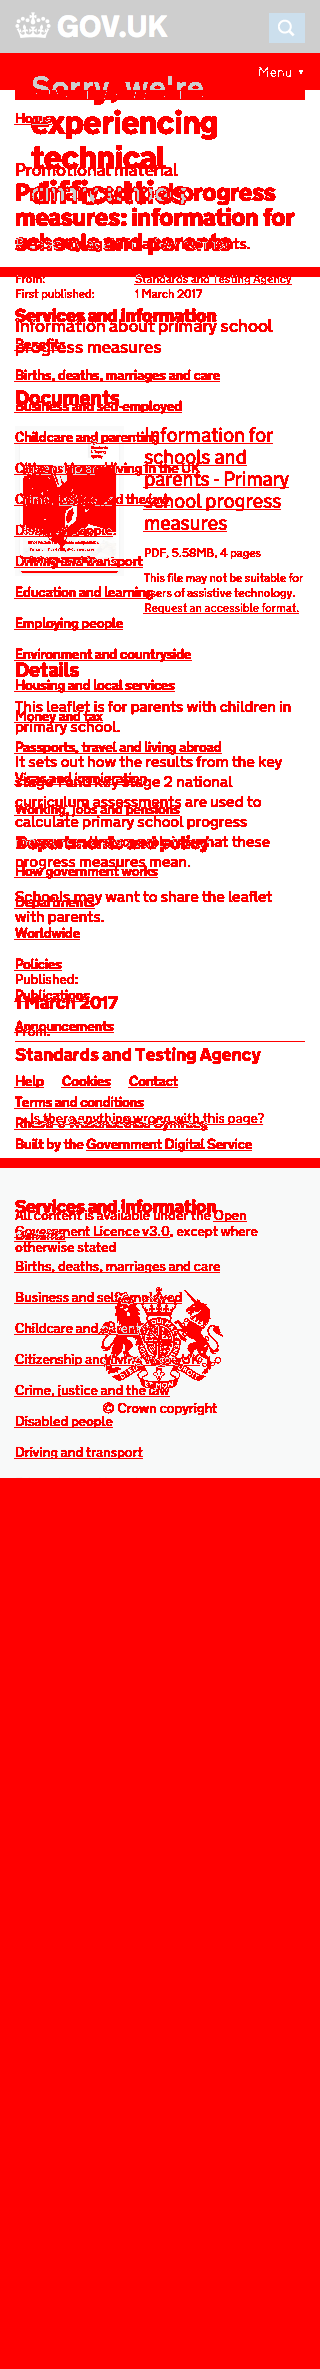 GOV.UK
Menu ▼
Sorry, we're
experiencing
technical
difficulties
Home
Promotional material
Primary school progress
measures: information for
schools and parents
From: Standards and Testing Agency
First published: 1 March 2017
Services and information
Information about primary school
progress measures
Benefits
Births, deaths, marriages and care
Documents
Business and self-employed
Childcare and parenting
Information for
schools and
parents - Primary
school progress
measures
Citizenship and living in the UK
Crime, justice and the law
Disabled people
PDF, 5.58MB, 4 pages
Driving and transport
This file may not be suitable for
users of assistive technology.
Request an accessible format.
Education and learning
Employing people
Environment and countryside
Details
Housing and local services
This leaflet is for parents with children in
primary school.
Money and tax
Passports, travel and living abroad
It sets out how the results from the key
stage 1 and key stage 2 national
curriculum assessments are used to
calculate primary school progress
Visas and immigration
Working, jobs and pensions
Departments and policy
that these
progress measures mean.
How government works
Schools may want to share the leaflet
with parents.
Departments
Worldwide
Policies
Published:
Publications
1 March 2017
Announcements
From:
Standards and Testing Agency
Help Cookies Contact
Terms and conditions
Is there anything wrong with this page?
Rhestr o Wasanaethau Cymraeg
Built by the Government Digital Service
Services and information
All content is available under the Open
Government Licence v3.0, except where
otherwise stated
Benefits
Births, deaths, marriages and care
Business and self-employed
Childcare and parenting
Citizenship and living in the UK
Crime, justice and the law
© Crown copyright
Disabled people
Driving and transport